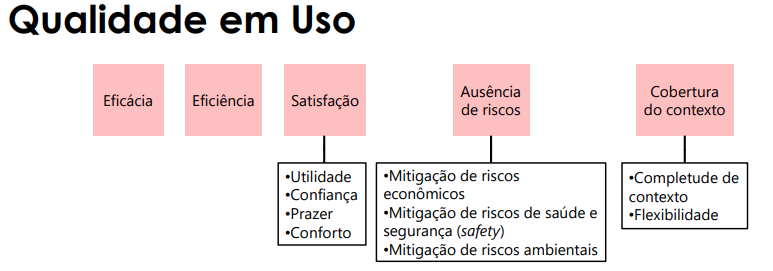 Qualidade em Uso
Eficácia
Eficiência
Satisfação
Ausência
de riscos
Cobertura
do contexto
•Utilidade
•Confiança
•Prazer
•Conforto
•Mitigação de riscos
econômicos
•Mitigação de riscos de saúde e
segurança (safety)
•Mitigação de riscos ambientais
•Completude de
contexto
•Flexibilidade